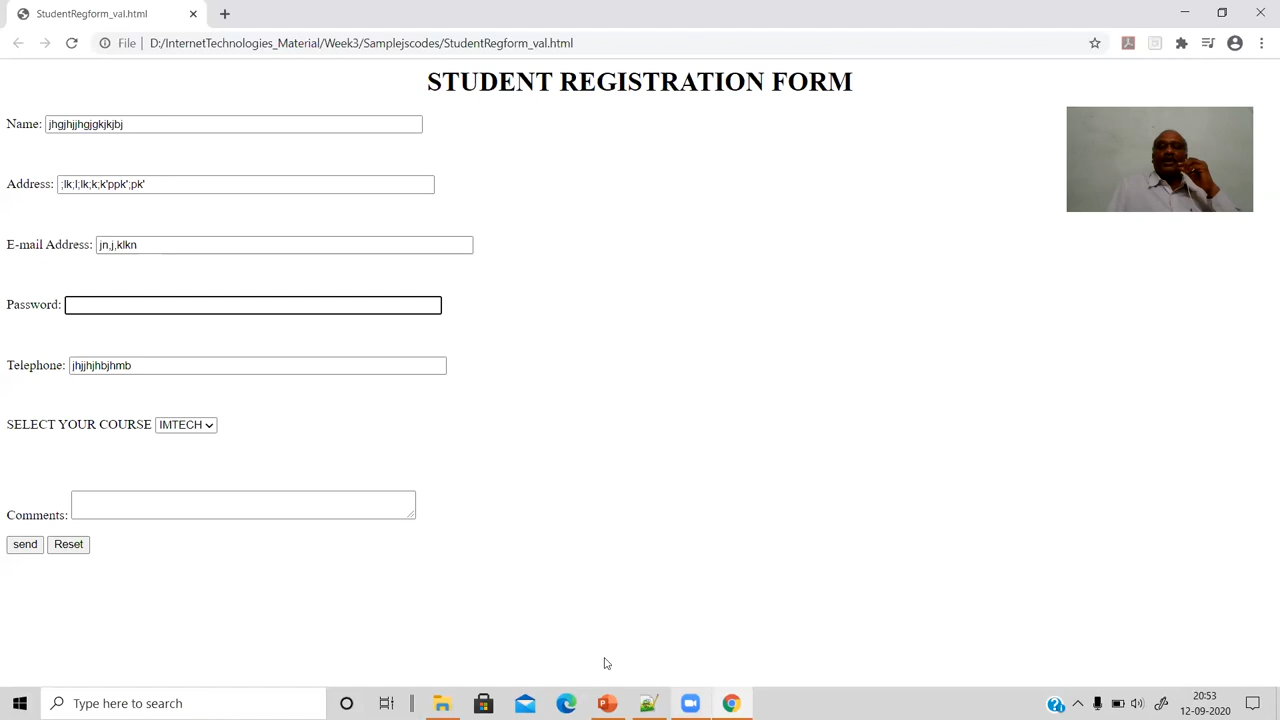 StudentRegform_val.html
File
D:/InternetTechnologies_Material/Week3/Samplejscodes/StudentRegform_val.html
STUDENT REGISTRATION FORM
Name: jhgjhjjhgjgkjkjbj
Address: ;lk;l;lk;k;k'ppk';pk'
E-mail Address: jn,j,klkn
Password:
Telephone: jhjjhjhbjhmb
SELECT YOUR COURSE IMTECH
Comments:
send Reset
Type here to search
20:53
12-09-2020